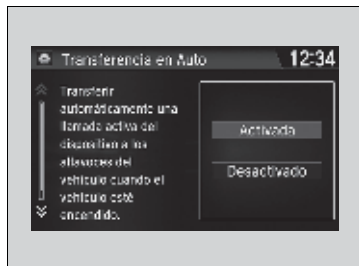 Transferencia en Auto
12:34
Transferir
automáticamente una
llamada activa del
dispositivo a los
altavoces del
vehículo cuando el
vehículo esté
encendido.
Activada
Desactivado